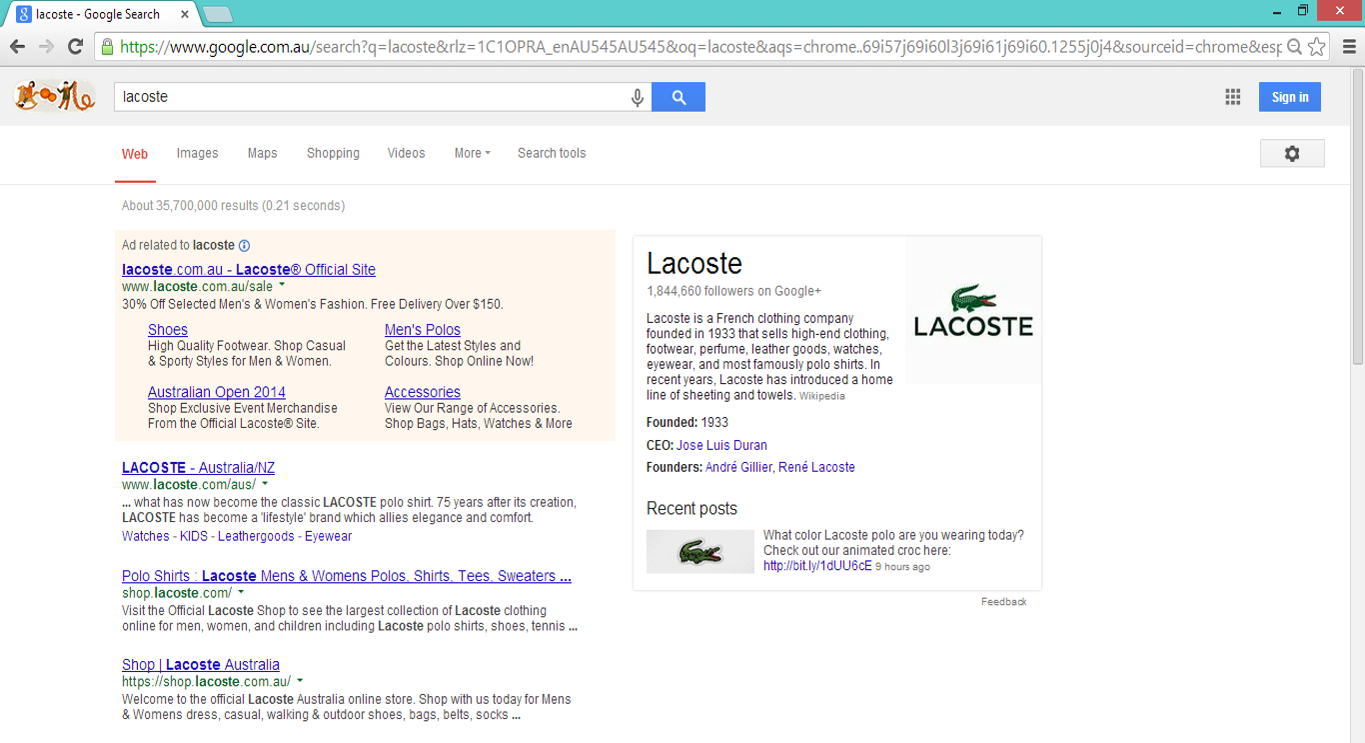 lacoste - Google Search
https://www.google.com.au/search?q=lacoste&rlz=1C1OPRA_enAU545AU545&oq=lacoste&aqs=chrome..69i57j69i60l3j69i61j69i60.1255j0j4&sourceid=chrome&esp
lacoste
Sign in
Web Images Maps Shopping Videos More Search tools
About 35,700,000 results (0.21 seconds)
Ad related to lacoste
lacoste.com.au - Lacoste® Official Site
www.lacoste.com.au/sale
30% Off Selected Men's & Women's Fashion. Free Delivery Over $150.
Shoes
High Quality Footwear. Shop Casual
& Sporty Styles for Men & Women.
Men's Polos
Get the Latest Styles and
Colours. Shop Online Now!
Australian Open 2014
Shop Exclusive Event Merchandise
From the Official Lacoste® Site.
Accessories
View Our Range of Accessories.
Shop Bags, Hats, Watches & More
LACOSTE - Australia/NZ
www.lacoste.com/aus/
... what has now become the classic LACOSTE polo shirt. 75 years after its creation,
LACOSTE has become a 'lifestyle' brand which allies elegance and comfort.
Watches - KIDS - Leathergoods - Eyewear
Polo Shirts : Lacoste Mens & Womens Polos, Shirts, Tees, Sweaters ...
shop.lacoste.com/
Visit the Official Lacoste Shop to see the largest collection of Lacoste clothing
online for men, women, and children including Lacoste polo shirts, shoes, tennis ...
Shop | Lacoste Australia
https://shop.lacoste.com.au/
Welcome to the official Lacoste Australia online store. Shop with us today for Mens
& Womens dress, casual, walking & outdoor shoes, bags, belts, socks ...
Lacoste
1,844,660 followers on Google+
LACOSTE
Lacoste is a French clothing company
founded in 1933 that sells high-end clothing,
footwear, perfume, leather goods, watches,
eyewear, and most famously polo shirts. In
recent years, Lacoste has introduced a home
line of sheeting and towels. Wikipedia
Founded: 1933
CEO: Jose Luis Duran
Founders: André Gillier, René Lacoste
Recent posts
What color Lacoste polo are you wearing today?
Check out our animated croc here:
http://bit.ly/1dUU6cE 9 hours ago
Feedback